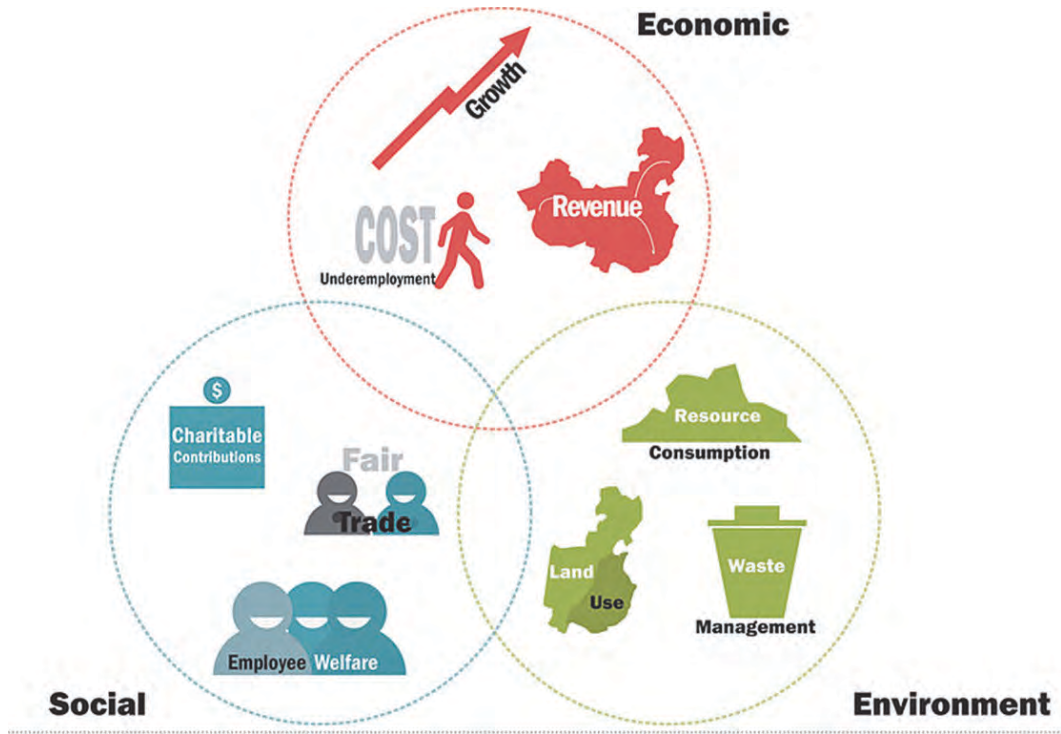 Economic
Growth
Revenue
COST
Underemployment
$
Charitable
Contributions
Fair
Trade
Employee Welfare
Resource
Consumption
Land
Use
Waste
Management
Social
Environment